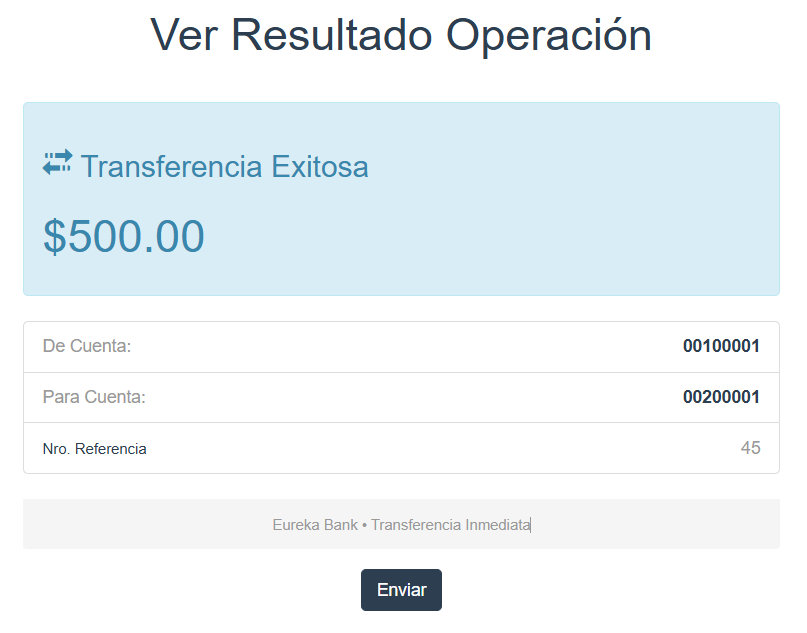 Ver Resultado Operación
Transferencia Exitosa
$500.00
De Cuenta: 00100001
Para Cuenta: 00200001
Nro. Referencia 45
Eureka Bank • Transferencia Inmediata
Enviar